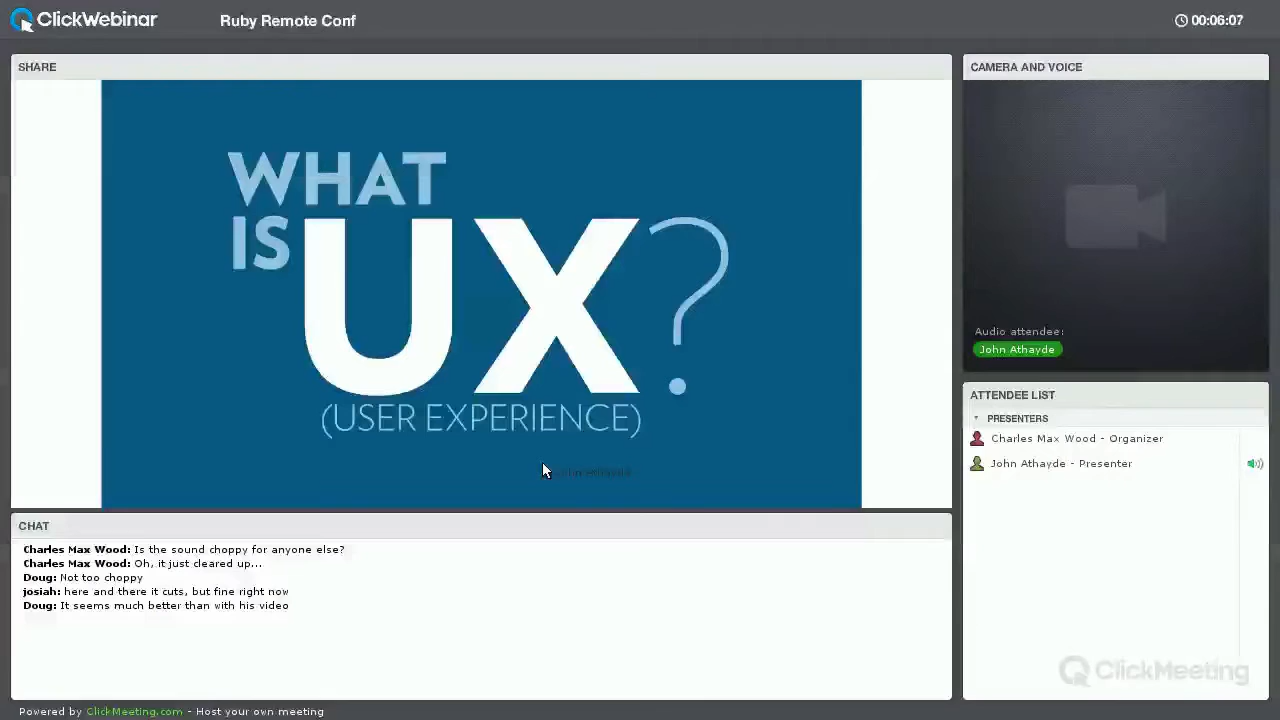 ClickWebinar
Ruby Remote Conf
00:06:07
SHARE
WHAT
IS UX?
(USER EXPERIENCE)
John Athayde
CHAT
Charles Max Wood: Is the sound choppy for anyone else?
Charles Max Wood: Oh, it just cleared up...
Doug: Not too choppy
josiah: here and there it cuts, but fine right now
Doug: It seems much better than with his video
CAMERA AND VOICE
Audio attendee:
John Athayde
ATTENDEE LIST
PRESENTERS
Charles Max Wood - Organizer
John Athayde - Presenter
ClickMeeting
Powered by ClickMeeting.com - Host your own meeting